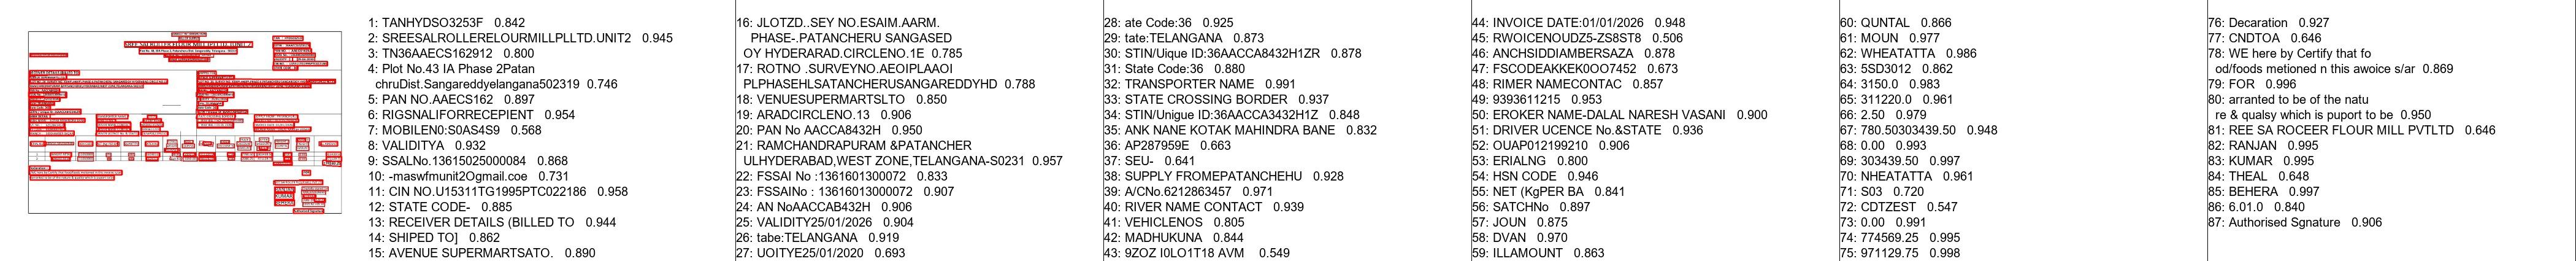 1: TANHYDSO3253F 0.842
2: SREESALROLLERELOURMILLPLLTD.UNIT2 0.945
3: TN36AAECS162912 0.800
4: Plot No.43 IA Phase 2Patan
chruDist.Sangareddyelangana502319 0.746
5: PAN NO.AAECS162 0.897
6: RIGSNALIFORRECEPIENT 0.954
7: MOBILEN0:S0AS4S9 0.568
8: VALIDITYA 0.932
9: SSALNo.13615025000084 0.868
10: -maswfmunit2Ogmail.coe 0.731
11: CIN NO.U15311TG1995PTC022186 0.958
12: STATE CODE- 0.885
13: RECEIVER DETAILS (BILLED TO 0.944
14: SHIPED TO] 0.862
15: AVENUE SUPERMARTSATO. 0.890
16: JLOTZD..SEY NO.ESAIM.AARM.
PHASE-.PATANCHERU SANGASED
OY HYDERARAD.CIRCLENO.1E 0.785
17: ROTNO .SURVEYNO.AEOIPLAAOI
PLPHASEHLSATANCHERUSANGAREDDYHD 0.788
18: VENUESUPERMARTSLTO 0.850
19: ARADCIRCLENO.13 0.906
20: PAN No AACCA8432H 0.950
21: RAMCHANDRAPURAM &PATANCHER
ULHYDERABAD,WEST ZONE,TELANGANA-S0231 0.957
22: FSSAI No :13616013000072 0.833
23: FSSAINo : 13616013000072 0.907
24: AN NoAACCAB432H 0.906
25: VALIDITY25/01/2026 0.904
26: tabe:TELANGANA 0.919
27: UOITYE25/01/2020 0.693
28: ate Code:36 0.925
29: tate:TELANGANA 0.873
30: STIN/Uique ID:36AACCA8432H1ZR 0.878
31: State Code:36 0.880
32: TRANSPORTER NAME 0.991
33: STATE CROSSING BORDER 0.937
34: STIN/Unigue ID:36AACCA3432H1Z 0.848
35: ANK NANE KOTAK MAHINDRA BANE 0.832
36: AP287959E 0.663
37: SEU- 0.641
38: SUPPLY FROMEPATANCHEHU 0.928
39: A/CNo.6212863457 0.971
40: RIVER NAME CONTACT 0.939
41: VEHICLENOS 0.805
42: MADHUKUNA 0.844
43: 9ZOZ I0LO1T18 AVM 0.549
44: INVOICE DATE:01/01/2026 0.948
45: RWOICENOUDZ5-ZS8ST8 0.506
46: ANCHSIDDIAMBERSAZA 0.878
47: FSCODEAKKEK0OO7452 0.673
48: RIMER NAMECONTAC 0.857
49: 9393611215 0.953
50: EROKER NAME-DALAL NARESH VASANI 0.900
51: DRIVER UCENCE No.&STATE 0.936
52: OUAP012199210 0.906
53: ERIALNG 0.800
54: HSN CODE 0.946
55: NET (KgPER BA 0.841
56: SATCHNo 0.897
57: JOUN 0.875
58: DVAN 0.970
59: ILLAMOUNT 0.863
60: QUNTAL 0.866
61: MOUN 0.977
62: WHEATATTA 0.986
63: 5SD3012 0.862
64: 3150.0 0.983
65: 311220.0 0.961
66: 2.50 0.979
67: 780.50303439.50 0.948
68: 0.00 0.993
69: 303439.50 0.997
70: NHEATATTA 0.961
71: S03 0.720
72: CDTZEST 0.547
73: 0.00 0.991
74: 774569.25 0.995
75: 971129.75 0.998
76: Decaration 0.927
77: CNDTOA 0.646
78: WE here by Certify that fo
od/foods metioned n this awoice s/ar 0.869
79: FOR 0.996
80: arranted to be of the natu
re & qualsy which is puport to be 0.950
81: REE SA ROCEER FLOUR MILL PVTLTD 0.646
82: RANJAN 0.995
83: KUMAR 0.995
84: THEAL 0.648
85: BEHERA 0.997
86: 6.01.0 0.840
87: Authorised Sgnature 0.906